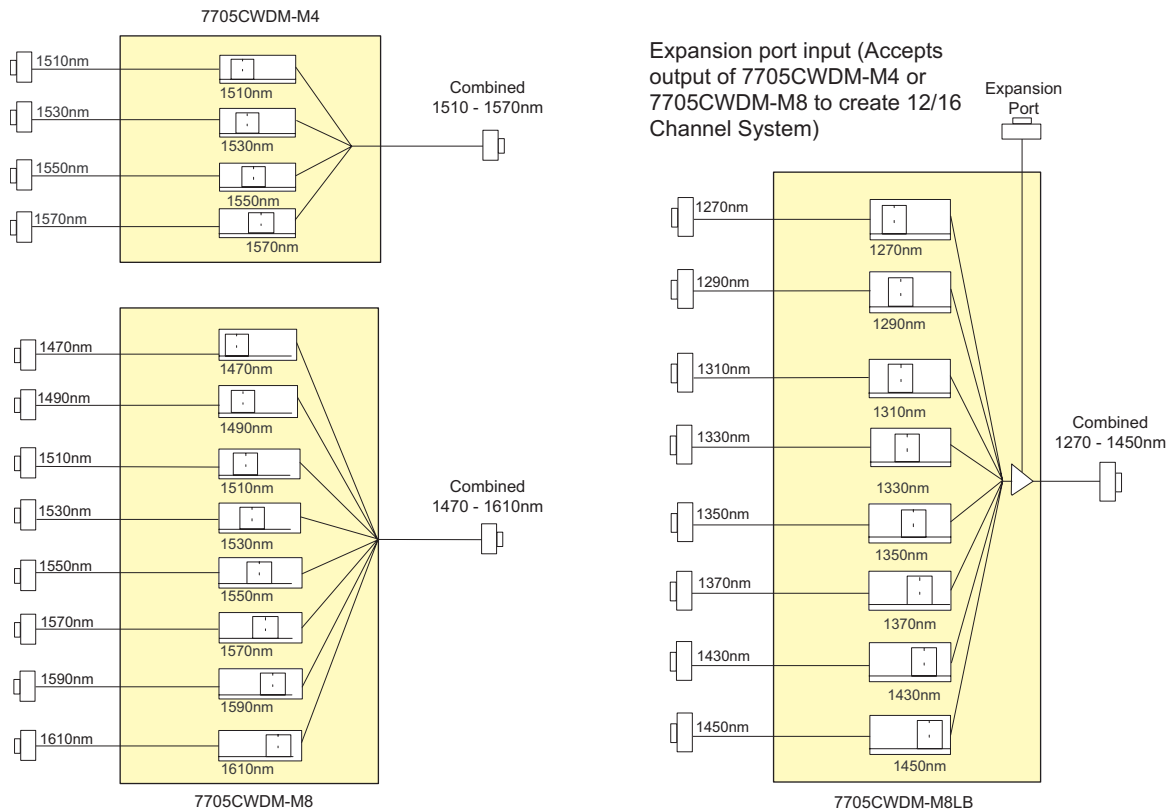 7705CWDM-M4
1510nm
1510nm
1530nm
1530nm
1550nm
1550nm
1570nm
1570nm
Combined
1510 - 1570nm
1470nm
1470nm
1490nm
1490nm
1510nm
1510nm
1530nm
1530nm
1550nm
1550nm
1570nm
1570nm
1590nm
1590nm
1610nm
1610nm
Combined
1470 - 1610nm
7705CWDM-M8
Expansion port input (Accepts
output of 7705CWDM-M4 or
7705CWDM-M8 to create 12/16
Channel System)
Expansion
Port
1270nm
1270nm
1290nm
1290nm
1310nm
1310nm
1330nm
1330nm
1350nm
1350nm
1370nm
1370nm
1430nm
1430nm
1450nm
1450nm
Combined
1270 - 1450nm
7705CWDM-M8LB